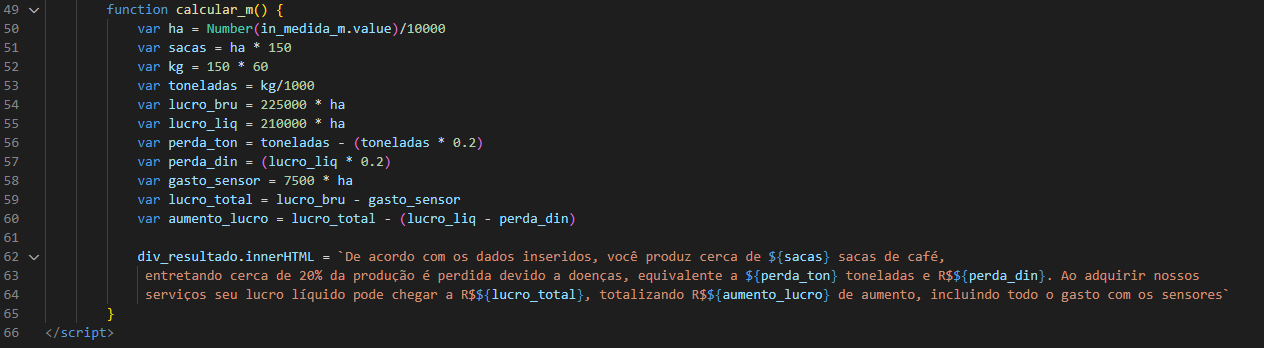 49 function calcular_m() {
50 var ha = Number(in_medida_m.value)/10000
51 var sacas = ha * 150
52 var kg = 150 * 60
53 var toneladas = kg/1000
54 var lucro_bru = 225000 * ha
55 var lucro_liq = 210000 * ha
56 var perda_ton = toneladas - (toneladas * 0.2)
57 var perda_din = (lucro_liq * 0.2)
58 var gasto_sensor = 7500 * ha
59 var lucro_total = lucro_bru - gasto_sensor
60 var aumento_lucro = lucro_total - (lucro_liq - perda_din)
61
62 div_resultado.innerHTML = `De acordo com os dados inseridos, você produz cerca de ${sacas} sacas de café,
63 entretando cerca de 20% da produção é perdida devido a doenças, equivalente a ${perda_ton} toneladas e R$${perda_din}. Ao adquirir nossos
64 serviços seu lucro líquido pode chegar a R$${lucro_total}, totalizando R$${aumento_lucro} de aumento, incluindo todo o gasto com os sensores`
65 }
66 </script>